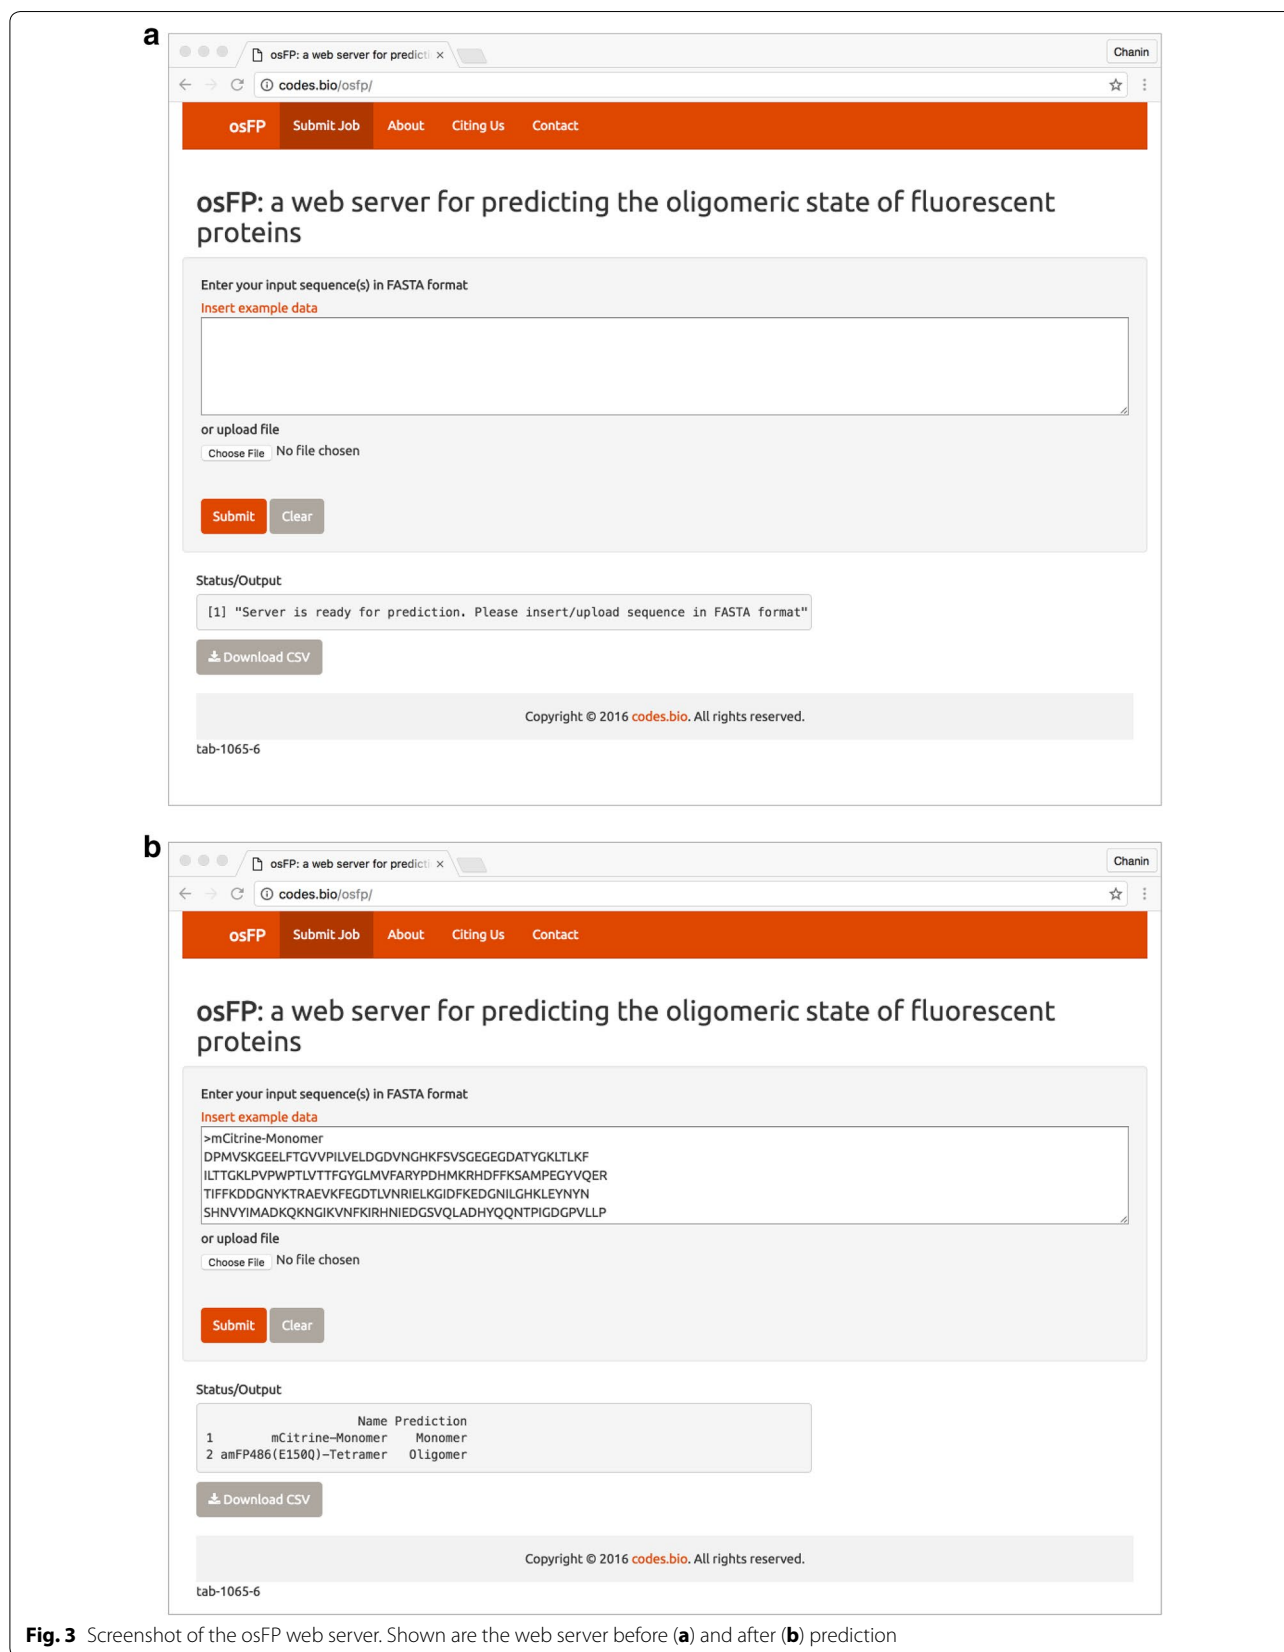 a
osFP: a web server for predicti ×
Chanin
codes.bio/osfp/
osFP Submit Job About Citing Us Contact
osFP: a web server for predicting the oligomeric state of fluorescent
proteins
Enter your input sequence(s) in FASTA format
Insert example data
or upload file
Choose File No file chosen
Submit Clear
Status/Output
[1] "Server is ready for prediction. Please insert/upload sequence in FASTA format"
Download CSV
Copyright © 2016 codes.bio. All rights reserved.
tab-1065-6
b
osFP: a web server for predicti ×
Chanin
codes.bio/osfp/
osFP Submit Job About Citing Us Contact
osFP: a web server for predicting the oligomeric state of fluorescent
proteins
Enter your input sequence(s) in FASTA format
Insert example data
>mCitrine-Monomer
DPMVSKGEELFTGVVPILVELDGDVNGHKFSVSGEGEGDATYGKLTLKF
ILTTGKLPVPWPTLVTTFGYGLMVFARYPDHMKRHDFFKSAMPEGYVQER
TIFFKDDGNYKTRAEVKFEGDTLVNRIELKGIDFKEDGNILGHKLEYNYN
SHNVYIMADKQKNGIKVNFKIRHNIEDGSVQLADHYQQNTPIGDGPVLLP
or upload file
Choose File No file chosen
Submit Clear
Status/Output
Name Prediction
1 mCitrine-Monomer Monomer
2 amFP486(E150Q)-Tetramer Oligomer
Download CSV
Copyright © 2016 codes.bio. All rights reserved.
tab-1065-6
Fig. 3 Screenshot of the osFP web server. Shown are the web server before (a) and after (b) prediction